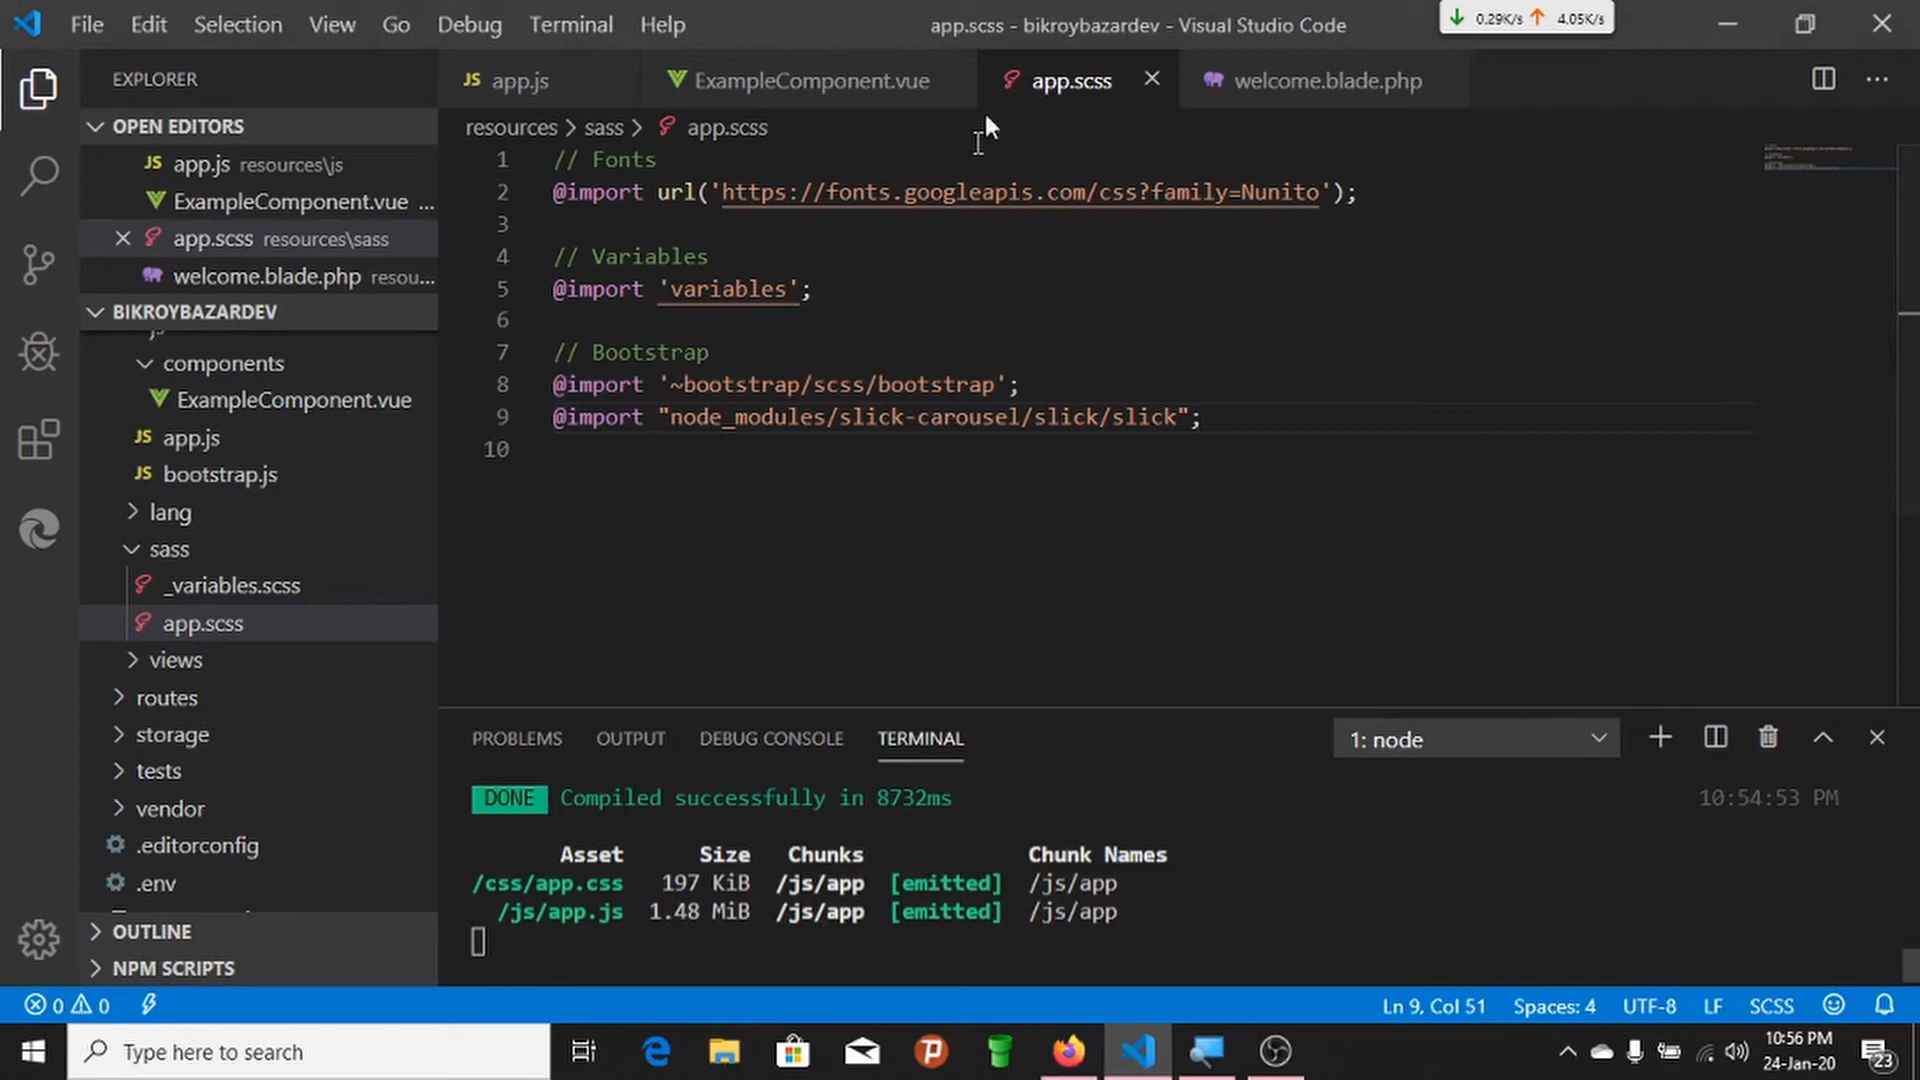 File Edit Selection View Go Debug Terminal Help
app.scss - bikroybazardev - Visual Studio Code
0.29K/s 4.05K/s
EXPLORER
JS app.js
ExampleComponent.vue
app.scss
welcome.blade.php
OPEN EDITORS
JS app.js resources\js
ExampleComponent.vue ...
app.scss resources\sass
welcome.blade.php resou...
BIKROYBAZARDEV
js
components
ExampleComponent.vue
JS app.js
JS bootstrap.js
lang
sass
_variables.scss
app.scss
views
routes
storage
tests
vendor
.editorconfig
.env
OUTLINE
NPM SCRIPTS
resources > sass > app.scss
1 // Fonts
2 @import url('https://fonts.googleapis.com/css?family=Nunito');
3
4 // Variables
5 @import 'variables';
6
7 // Bootstrap
8 @import '~bootstrap/scss/bootstrap';
9 @import "node_modules/slick-carousel/slick/slick";
10
PROBLEMS OUTPUT DEBUG CONSOLE TERMINAL
1: node
DONE Compiled successfully in 8732ms 10:54:53 PM
Asset Size Chunks Chunk Names
/css/app.css 197 KiB /js/app [emitted] /js/app
/js/app.js 1.48 MiB /js/app [emitted] /js/app
0 0
Ln 9, Col 51 Spaces: 4 UTF-8 LF SCSS
Type here to search
10:56 PM
24-Jan-20
23